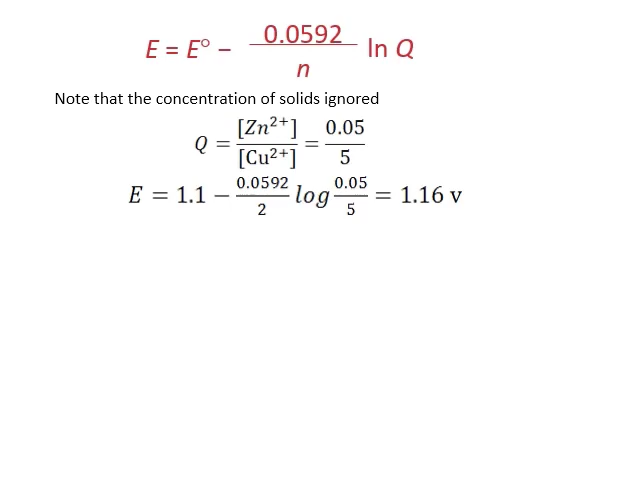 E = E° − 0.0592 / n ln Q
Note that the concentration of solids ignored
Q = [Zn²⁺] / [Cu²⁺] = 0.05 / 5
E = 1.1 − 0.0592 / 2 log 0.05 / 5 = 1.16 v